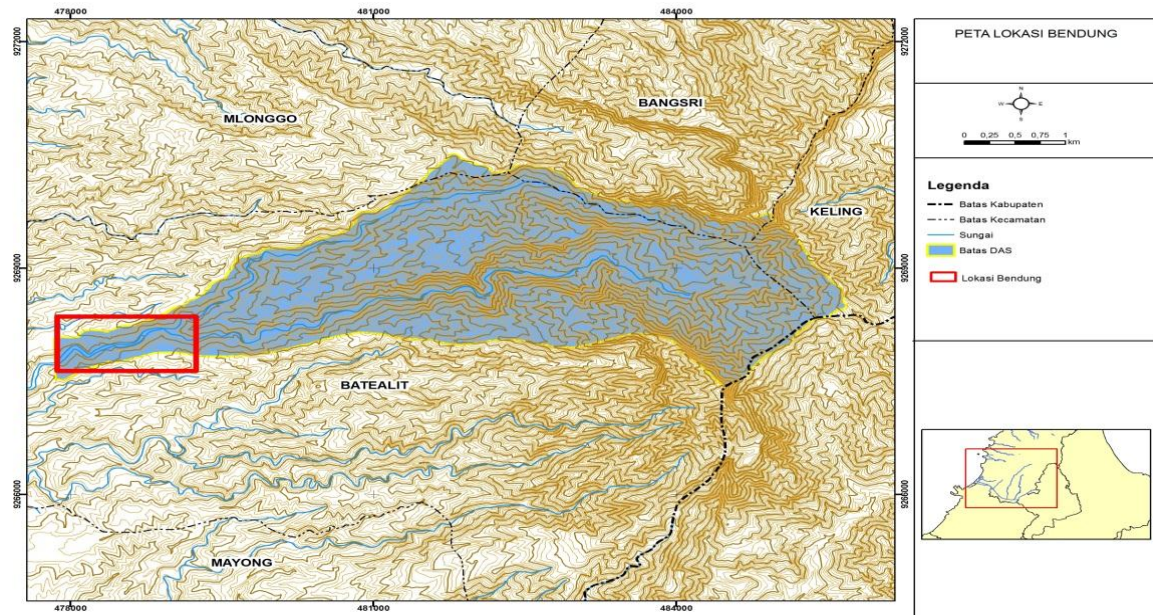 478000
481000
484000
9272000
9272000
PETA LOKASI BENDUNG
BANGSRI
MLONGGO
N
W
E
S
0 0,25 0,5 0,75 1
km
Legenda
Batas Kabupaten
Batas Kecamatan
Sungai
Batas DAS
Lokasi Bendung
KELING
9269000
9269000
BATEALIT
9266000
9266000
MAYONG
478000
481000
484000